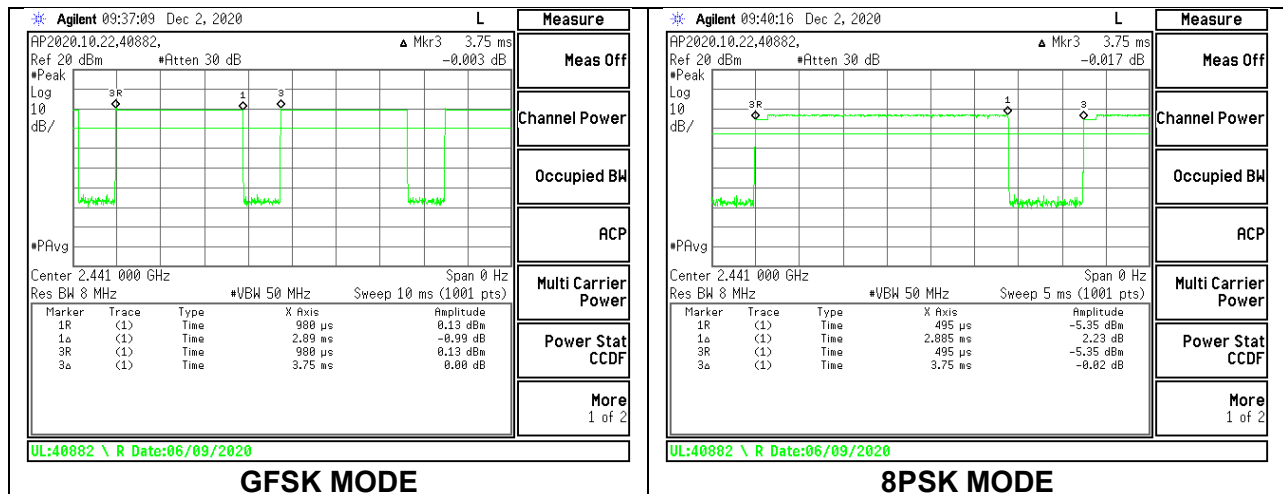 Agilent 09:37:09 Dec 2, 2020 L Measure
AP2020.10.22,40882,
Δ Mkr3 3.75 ms
Ref 20 dBm #Atten 30 dB -0.003 dB
#Peak
Log
10
dB/
3R 1 3
#PAvg
Center 2.441 000 GHz Span 0 Hz
Res BW 8 MHz #VBW 50 MHz Sweep 10 ms (1001 pts)
Marker Trace Type X Axis Amplitude
1R (1) Time 980 µs 0.13 dBm
1Δ (1) Time 2.89 ms -0.99 dB
3R (1) Time 980 µs 0.13 dBm
3Δ (1) Time 3.75 ms 0.00 dB
Meas Off
Channel Power
Occupied BW
ACP
Multi Carrier
Power
Power Stat
CCDF
More
1 of 2
UL:40882 \ R Date:06/09/2020
GFSK MODE
Agilent 09:40:16 Dec 2, 2020 L Measure
AP2020.10.22,40882,
Δ Mkr3 3.75 ms
Ref 20 dBm #Atten 30 dB -0.017 dB
#Peak
Log
10
dB/
3R 1 3
#PAvg
Center 2.441 000 GHz Span 0 Hz
Res BW 8 MHz #VBW 50 MHz Sweep 5 ms (1001 pts)
Marker Trace Type X Axis Amplitude
1R (1) Time 495 µs -5.35 dBm
1Δ (1) Time 2.885 ms 2.23 dB
3R (1) Time 495 µs -5.35 dBm
3Δ (1) Time 3.75 ms -0.02 dB
Meas Off
Channel Power
Occupied BW
ACP
Multi Carrier
Power
Power Stat
CCDF
More
1 of 2
UL:40882 \ R Date:06/09/2020
8PSK MODE